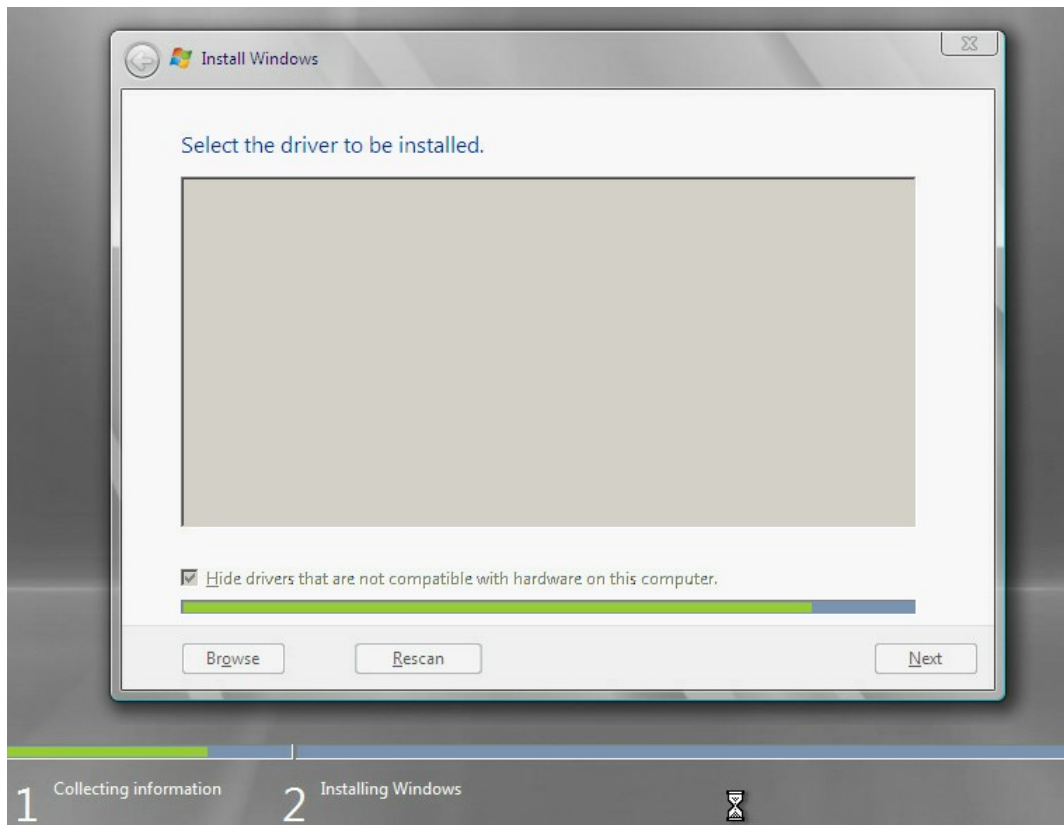 Install Windows
Select the driver to be installed.
Hide drivers that are not compatible with hardware on this computer.
Browse
Rescan
Next
1 Collecting information
2 Installing Windows